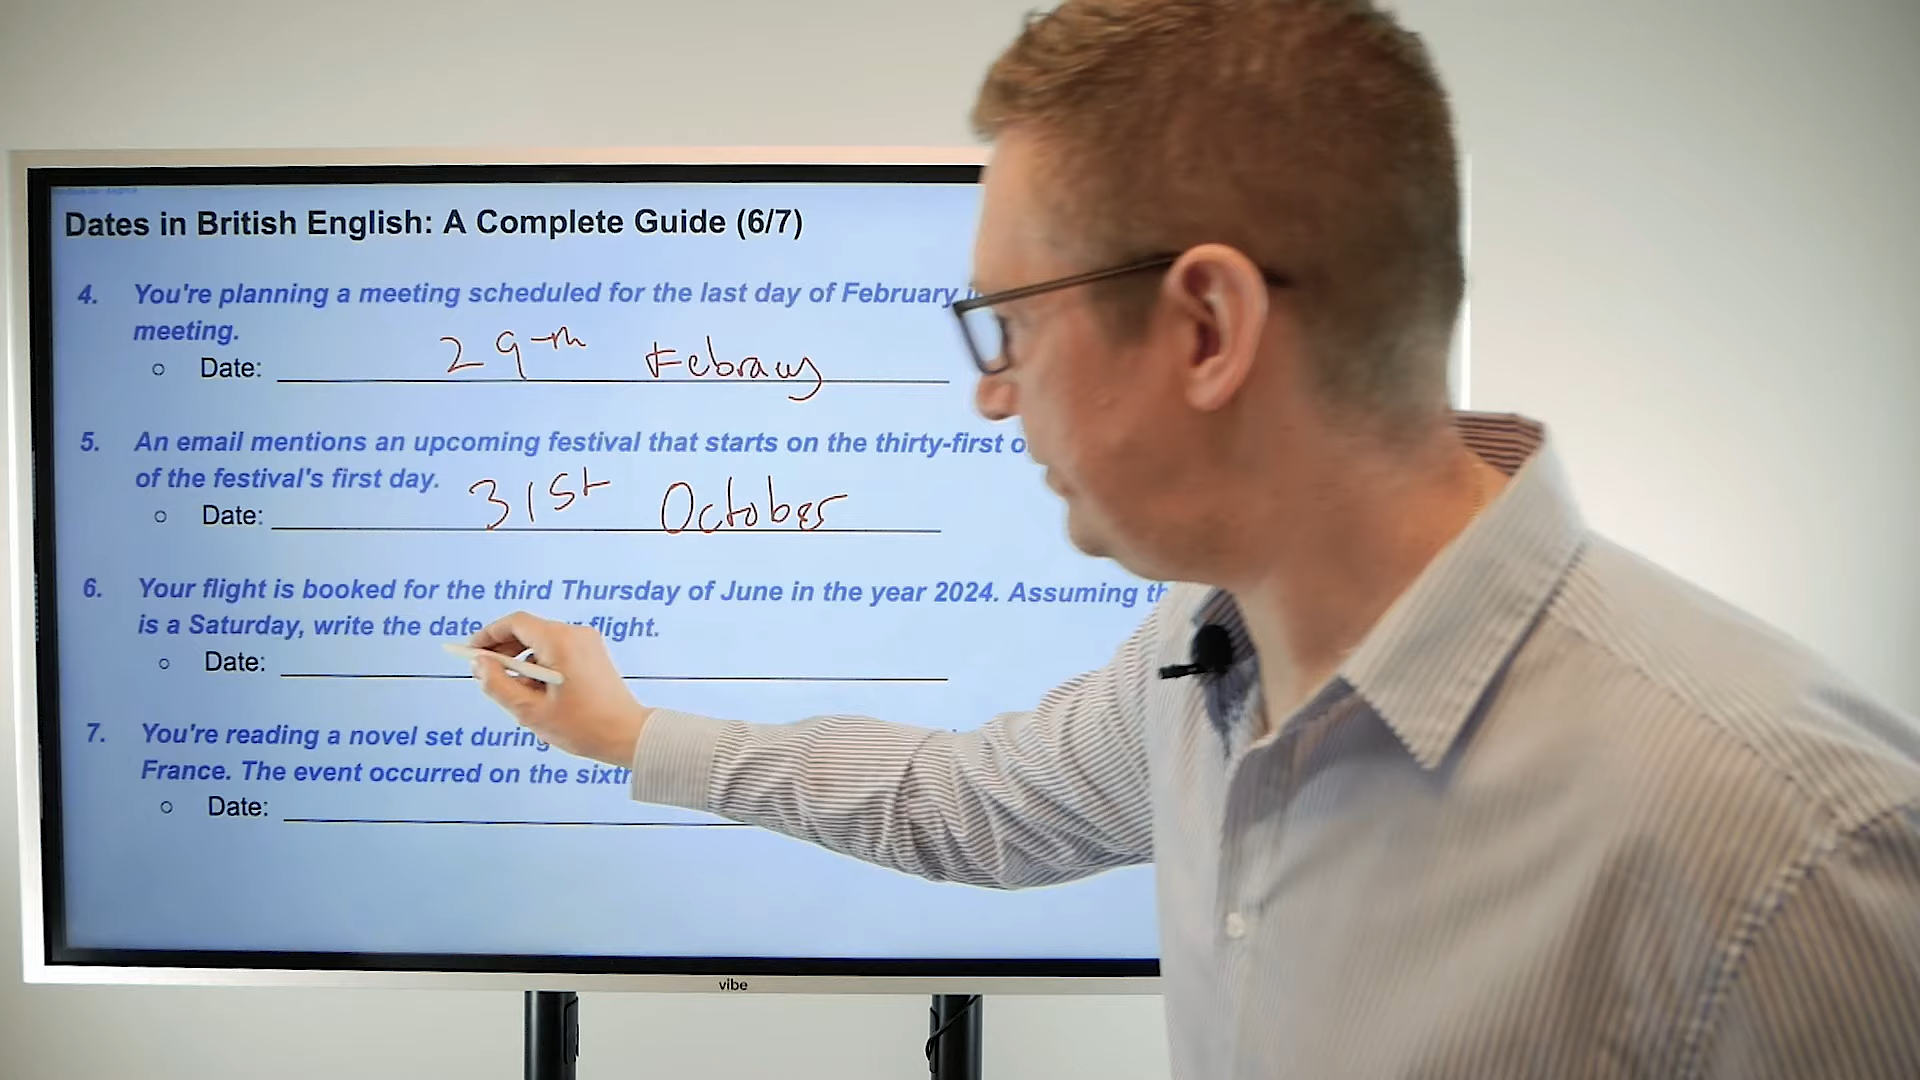 Dates in British English: A Complete Guide (6/7)
4. You're planning a meeting scheduled for the last day of February
meeting.
○ Date: 29th Febraury
5. An email mentions an upcoming festival that starts on the thirty-first
of the festival's first day.
○ Date: 31st October
6. Your flight is booked for the third Thursday of June in the year 2024. Assuming
is a Saturday, write the date flight.
○ Date:
7. You're reading a novel set during
France. The event occurred on the
○ Date:
vibe